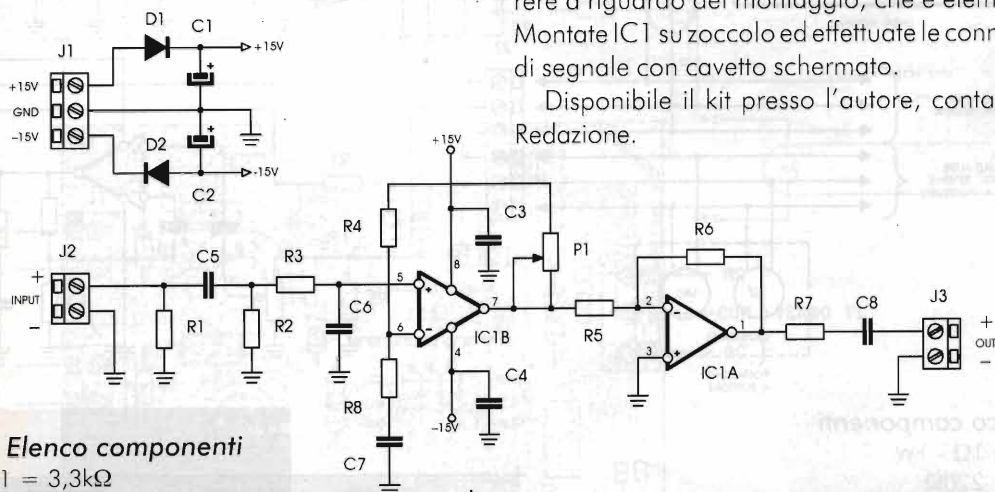 rere a riguardo del montaggio, che è elem
Montate IC1 su zoccolo ed effettuate le conn
di segnale con cavetto schermato.
Disponibile il kit presso l'autore, conta
Redazione.
J1
+15V
GND
-15V
D1
C1
+15V
D2
C2
-15V
J2
+
INPUT
-
R1
C5
R2
R3
C6
R4
R8
C7
+15V
C3
8
5
+
6
-
7
IC1B
4
C4
-15V
P1
R5
R6
2
-
3
+
1
IC1A
R7
C8
J3
+
OUT
-
Elenco componenti
1 = 3,3kΩ